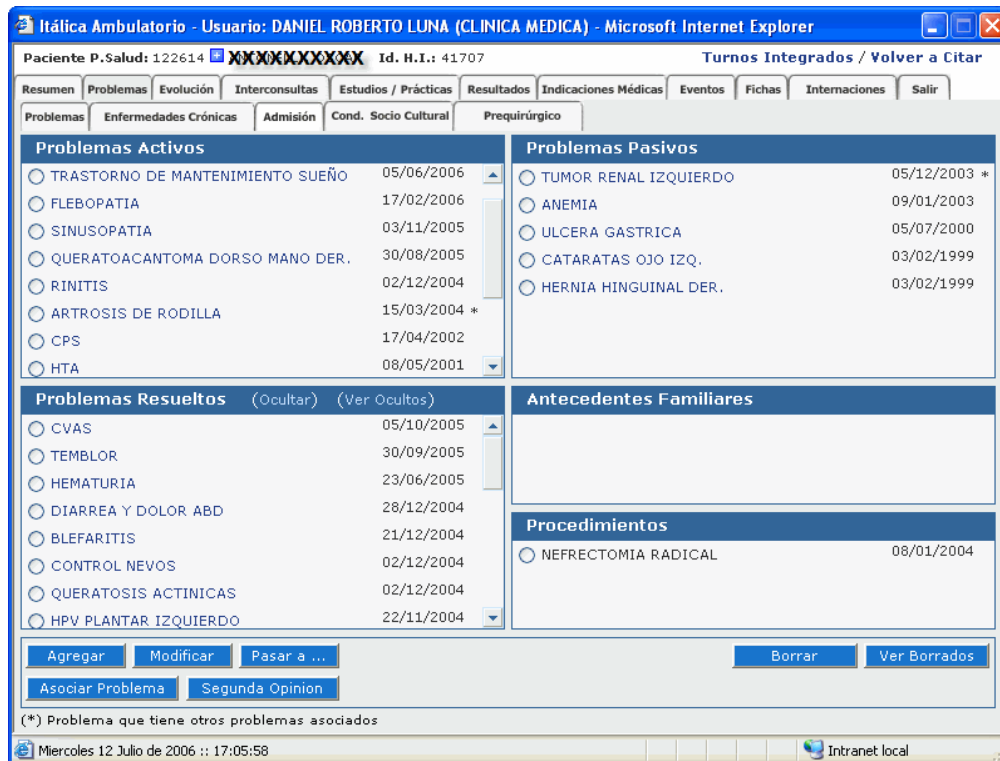 Itálica Ambulatorio - Usuario: DANIEL ROBERTO LUNA (CLINICA MEDICA) - Microsoft Internet Explorer
Paciente P.Salud: 122614 Id. H.I.: 41707 Turnos Integrados / Volver a Citar
Resumen Problemas Evolución Interconsultas Estudios / Prácticas Resultados Indicaciones Médicas Eventos Fichas Internaciones Salir
Problemas Enfermedades Crónicas Admisión Cond. Socio Cultural Prequirúrgico
Problemas Activos
TRASTORNO DE MANTENIMIENTO SUEÑO 05/06/2006
FLEBOPATIA 17/02/2006
SINUSOPATIA 03/11/2005
QUERATOACANTOMA DORSO MANO DER. 30/08/2005
RINITIS 02/12/2004
ARTROSIS DE RODILLA 15/03/2004 *
CPS 17/04/2002
HTA 08/05/2001
Problemas Pasivos
TUMOR RENAL IZQUIERDO 05/12/2003 *
ANEMIA 09/01/2003
ULCERA GASTRICA 05/07/2000
CATARATAS OJO IZQ. 03/02/1999
HERNIA HINGUINAL DER. 03/02/1999
Problemas Resueltos (Ocultar) (Ver Ocultos)
CVAS 05/10/2005
TEMBLOR 30/09/2005
HEMATURIA 23/06/2005
DIARREA Y DOLOR ABD 28/12/2004
BLEFARITIS 21/12/2004
CONTROL NEVOS 02/12/2004
QUERATOSIS ACTINICAS 02/12/2004
HPV PLANTAR IZQUIERDO 22/11/2004
Antecedentes Familiares
Procedimientos
NEFRECTOMIA RADICAL 08/01/2004
Agregar Modificar Pasar a ... Borrar Ver Borrados
Asociar Problema Segunda Opinion
(*) Problema que tiene otros problemas asociados
Miercoles 12 Julio de 2006 :: 17:05:58 Intranet local